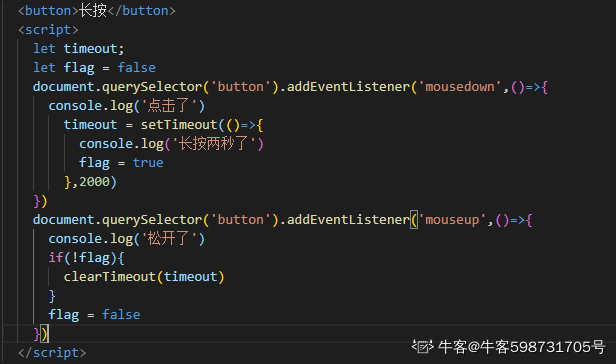 <button>长按</button>
<script>
let timeout;
let flag = false
document.querySelector('button').addEventListener('mousedown',()=>{
console.log('点击了')
timeout = setTimeout(()=>{
console.log('长按两秒了')
flag = true
},2000)
})
document.querySelector('button').addEventListener('mouseup',()=>{
console.log('松开了')
if(!flag){
clearTimeout(timeout)
}
flag = false
})
</script>
牛客@牛客598731705号